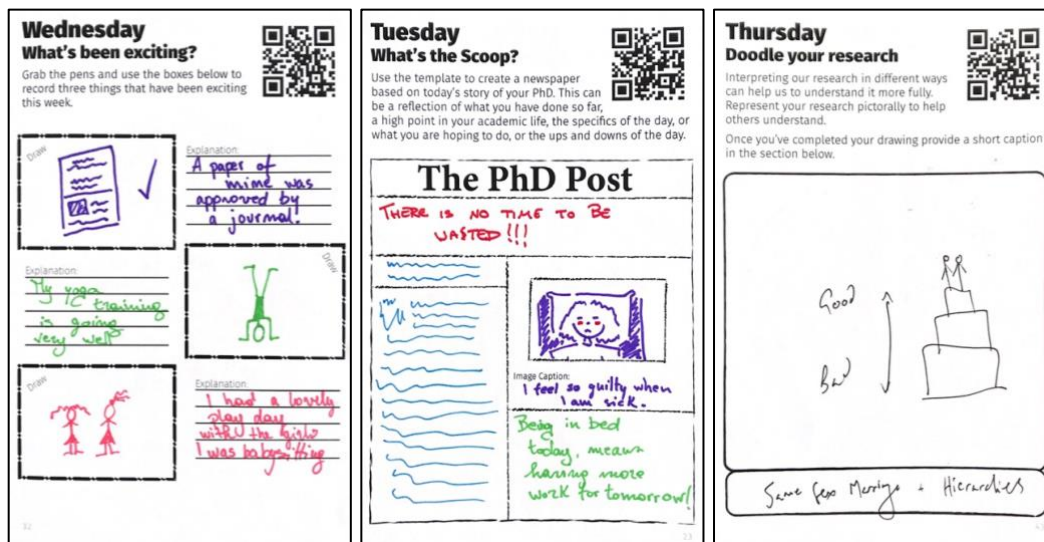 Wednesday
What's been exciting?
Grab the pens and use the boxes below to
record three things that have been exciting
this week.
Draw
Explanation:
A paper of
mine was
approved by
a journal.
Explanation:
My yoga
training
is going
very well
Draw
Draw
Explanation:
I had a lovely
play day
with the girls
I was babysitting
32
Tuesday
What's the Scoop?
Use the template to create a newspaper
based on today's story of your PhD. This can
be a reflection of what you have done so far,
a high point in your academic life, the specifics of the day, or
what you are hoping to do, or the ups and downs of the day.
The PhD Post
THERE IS NO TIME TO BE
WASTED!!!
Image Caption:
I feel so guilty when
I am sick.
Being in bed
today, means
having more
work for tomorrow!
23
Thursday
Doodle your research
Interpreting our research in different ways
can help us to understand it more fully.
Represent your research pictorally to help
others understand.
Once you've completed your drawing provide a short caption
in the section below.
Good
Bad
Same Sex Marriage + Hierarchies